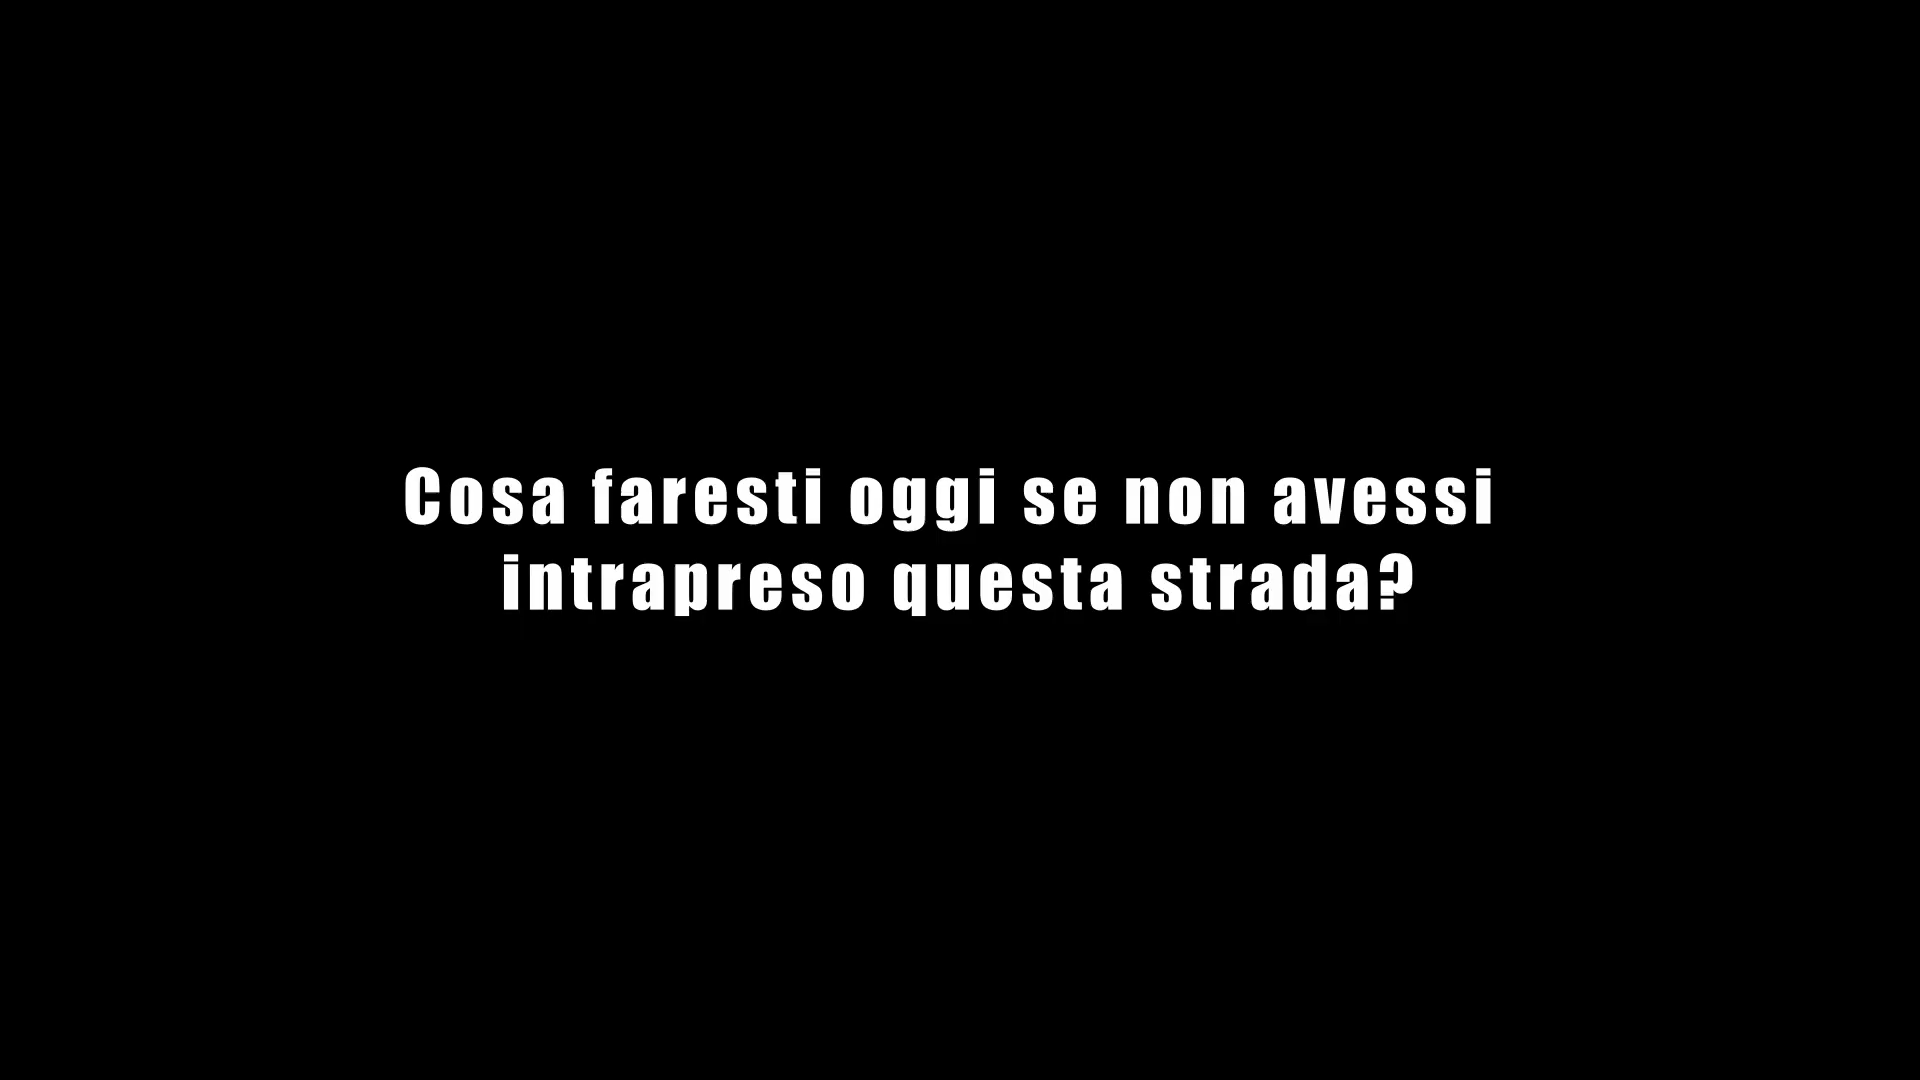 Cosa faresti oggi se non avessi
intrapreso questa strada?